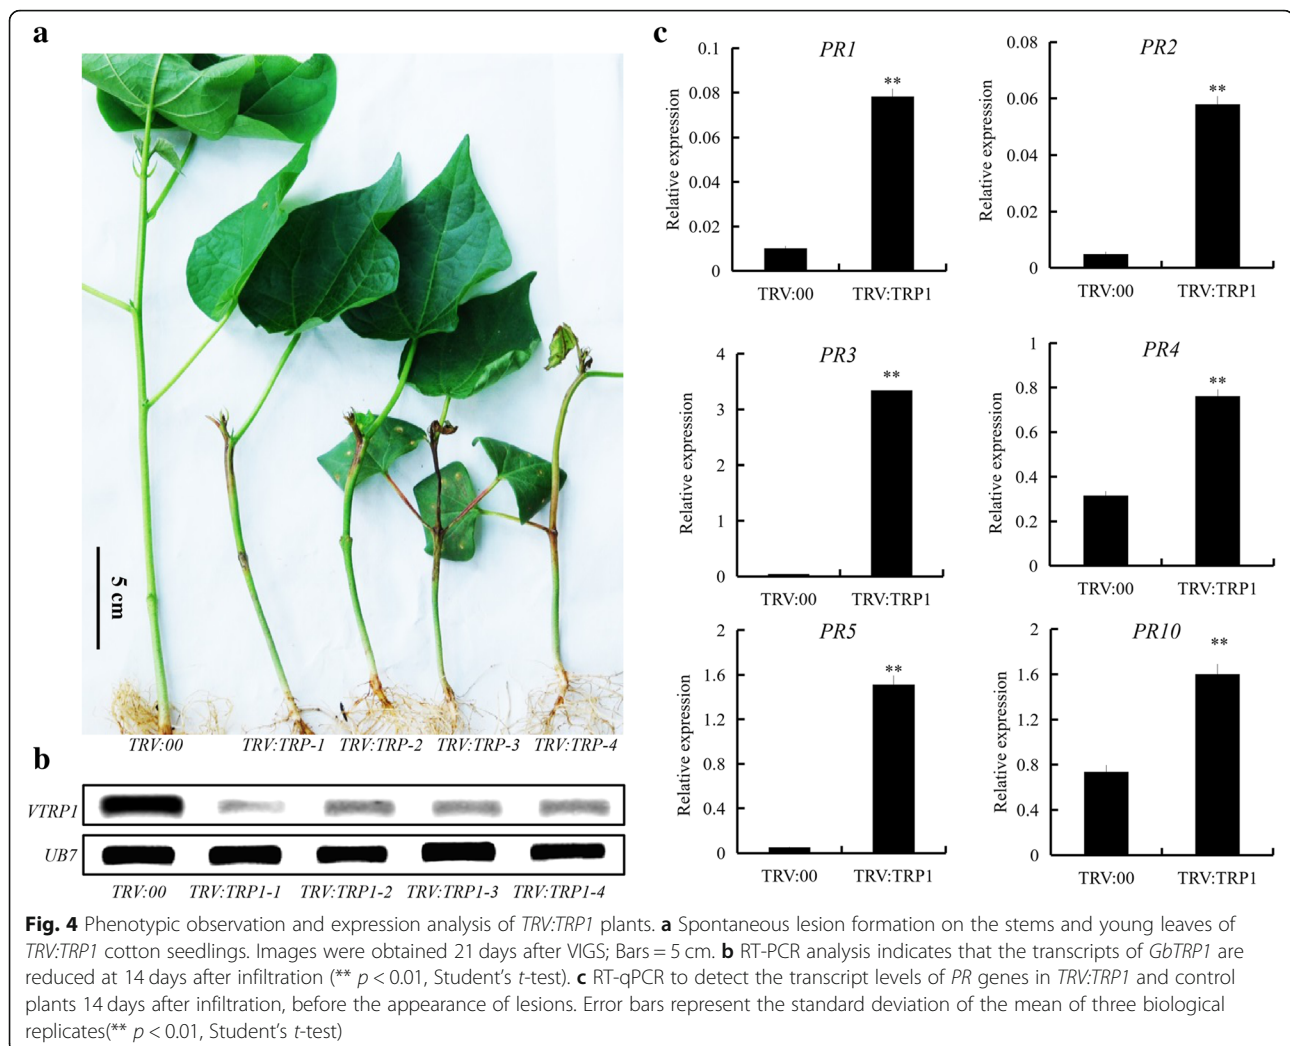 a
5 cm
TRV:00 TRV:TRP-1 TRV:TRP-2 TRV:TRP-3 TRV:TRP-4
b
VTRP1
UB7
TRV:00 TRV:TRP1-1 TRV:TRP1-2 TRV:TRP1-3 TRV:TRP1-4
c
PR1
Relative expression
0.1
0.08
0.06
0.04
0.02
0
**
TRV:00 TRV:TRP1
PR2
Relative expression
0.08
0.06
0.04
0.02
0
**
TRV:00 TRV:TRP1
PR3
Relative expression
4
3
2
1
0
**
TRV:00 TRV:TRP1
PR4
Relative expression
1
0.8
0.6
0.4
0.2
0
**
TRV:00 TRV:TRP1
PR5
Relative expression
2
1.6
1.2
0.8
0.4
0
**
TRV:00 TRV:TRP1
PR10
Relative expression
2
1.6
1.2
0.8
0.4
0
**
TRV:00 TRV:TRP1
Fig. 4 Phenotypic observation and expression analysis of TRV:TRP1 plants. a Spontaneous lesion formation on the stems and young leaves of
TRV:TRP1 cotton seedlings. Images were obtained 21 days after VIGS; Bars = 5 cm. b RT-PCR analysis indicates that the transcripts of GbTRP1 are
reduced at 14 days after infiltration (** p < 0.01, Student's t-test). c RT-qPCR to detect the transcript levels of PR genes in TRV:TRP1 and control
plants 14 days after infiltration, before the appearance of lesions. Error bars represent the standard deviation of the mean of three biological
replicates(** p < 0.01, Student's t-test)